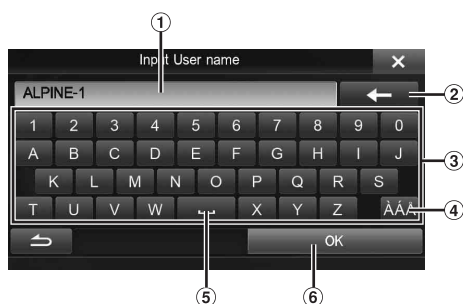 ①
Input User name ×
ALPINE-1 ← ②
1 2 3 4 5 6 7 8 9 0
A B C D E F G H I J ③
K L M N O P Q R S
T U V W ⎵ X Y Z ÀÁÂ ④
OK
⑤ ⑥